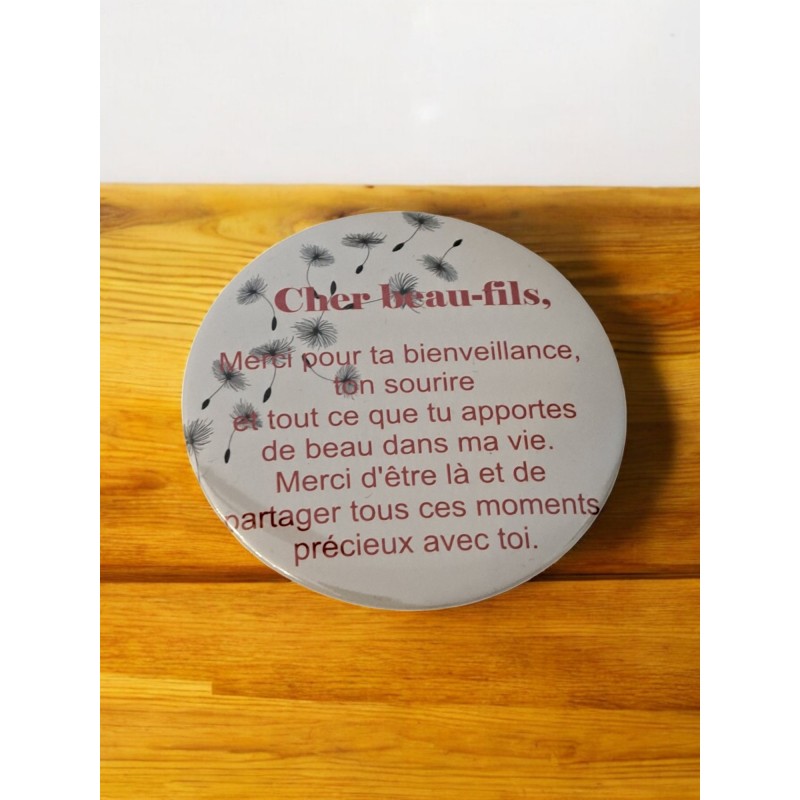 Cher beau-fils,
Merci pour ta bienveillance,
ton sourire
et tout ce que tu apportes
de beau dans ma vie.
Merci d'être là et de
partager tous ces moments
précieux avec toi.